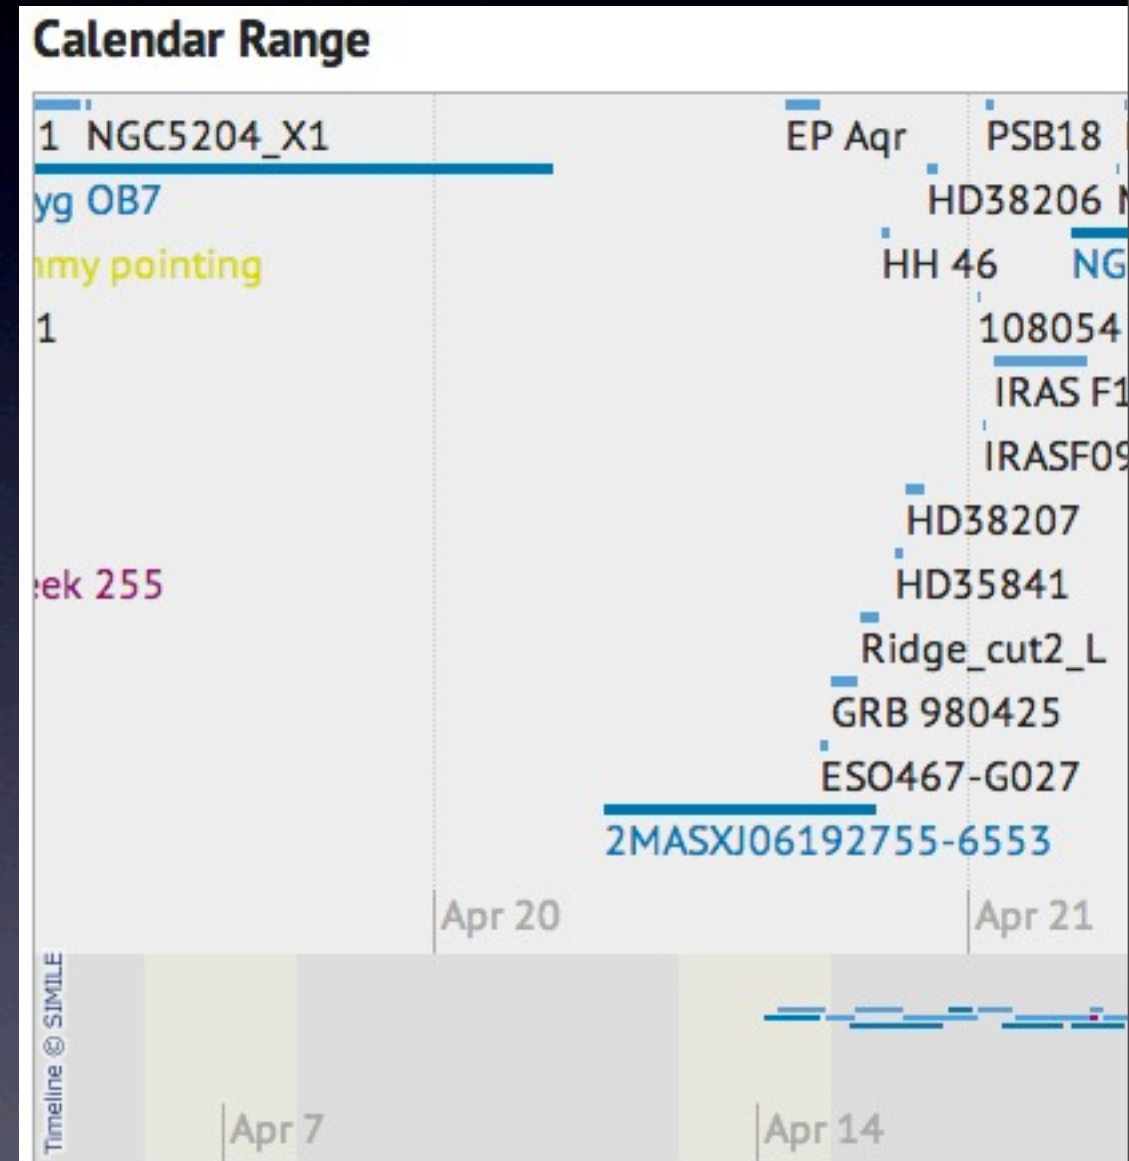 Calendar Range
1 NGC5204_X1 EP Aqr PSB18
yg OB7 HD38206
pointing HH 46 NG
1 108054
IRAS F1
IRASF09
HD38207
eek 255 HD35841
Ridge_cut2_L
GRB 980425
ESO467-G027
2MASXJ06192755-6553
Apr 20 Apr 21
Timeline © SIMILE
Apr 7 Apr 14